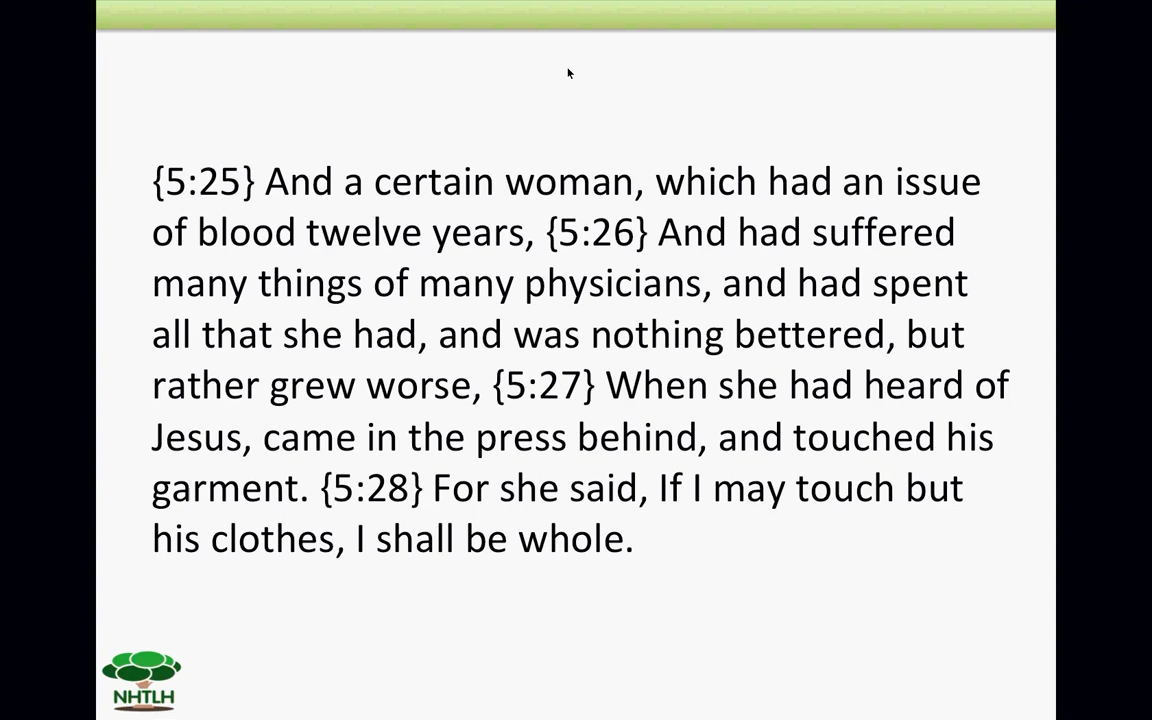 {5:25} And a certain woman, which had an issue
of blood twelve years, {5:26} And had suffered
many things of many physicians, and had spent
all that she had, and was nothing bettered, but
rather grew worse, {5:27} When she had heard of
Jesus, came in the press behind, and touched his
garment. {5:28} For she said, If I may touch but
his clothes, I shall be whole.
NHTLH